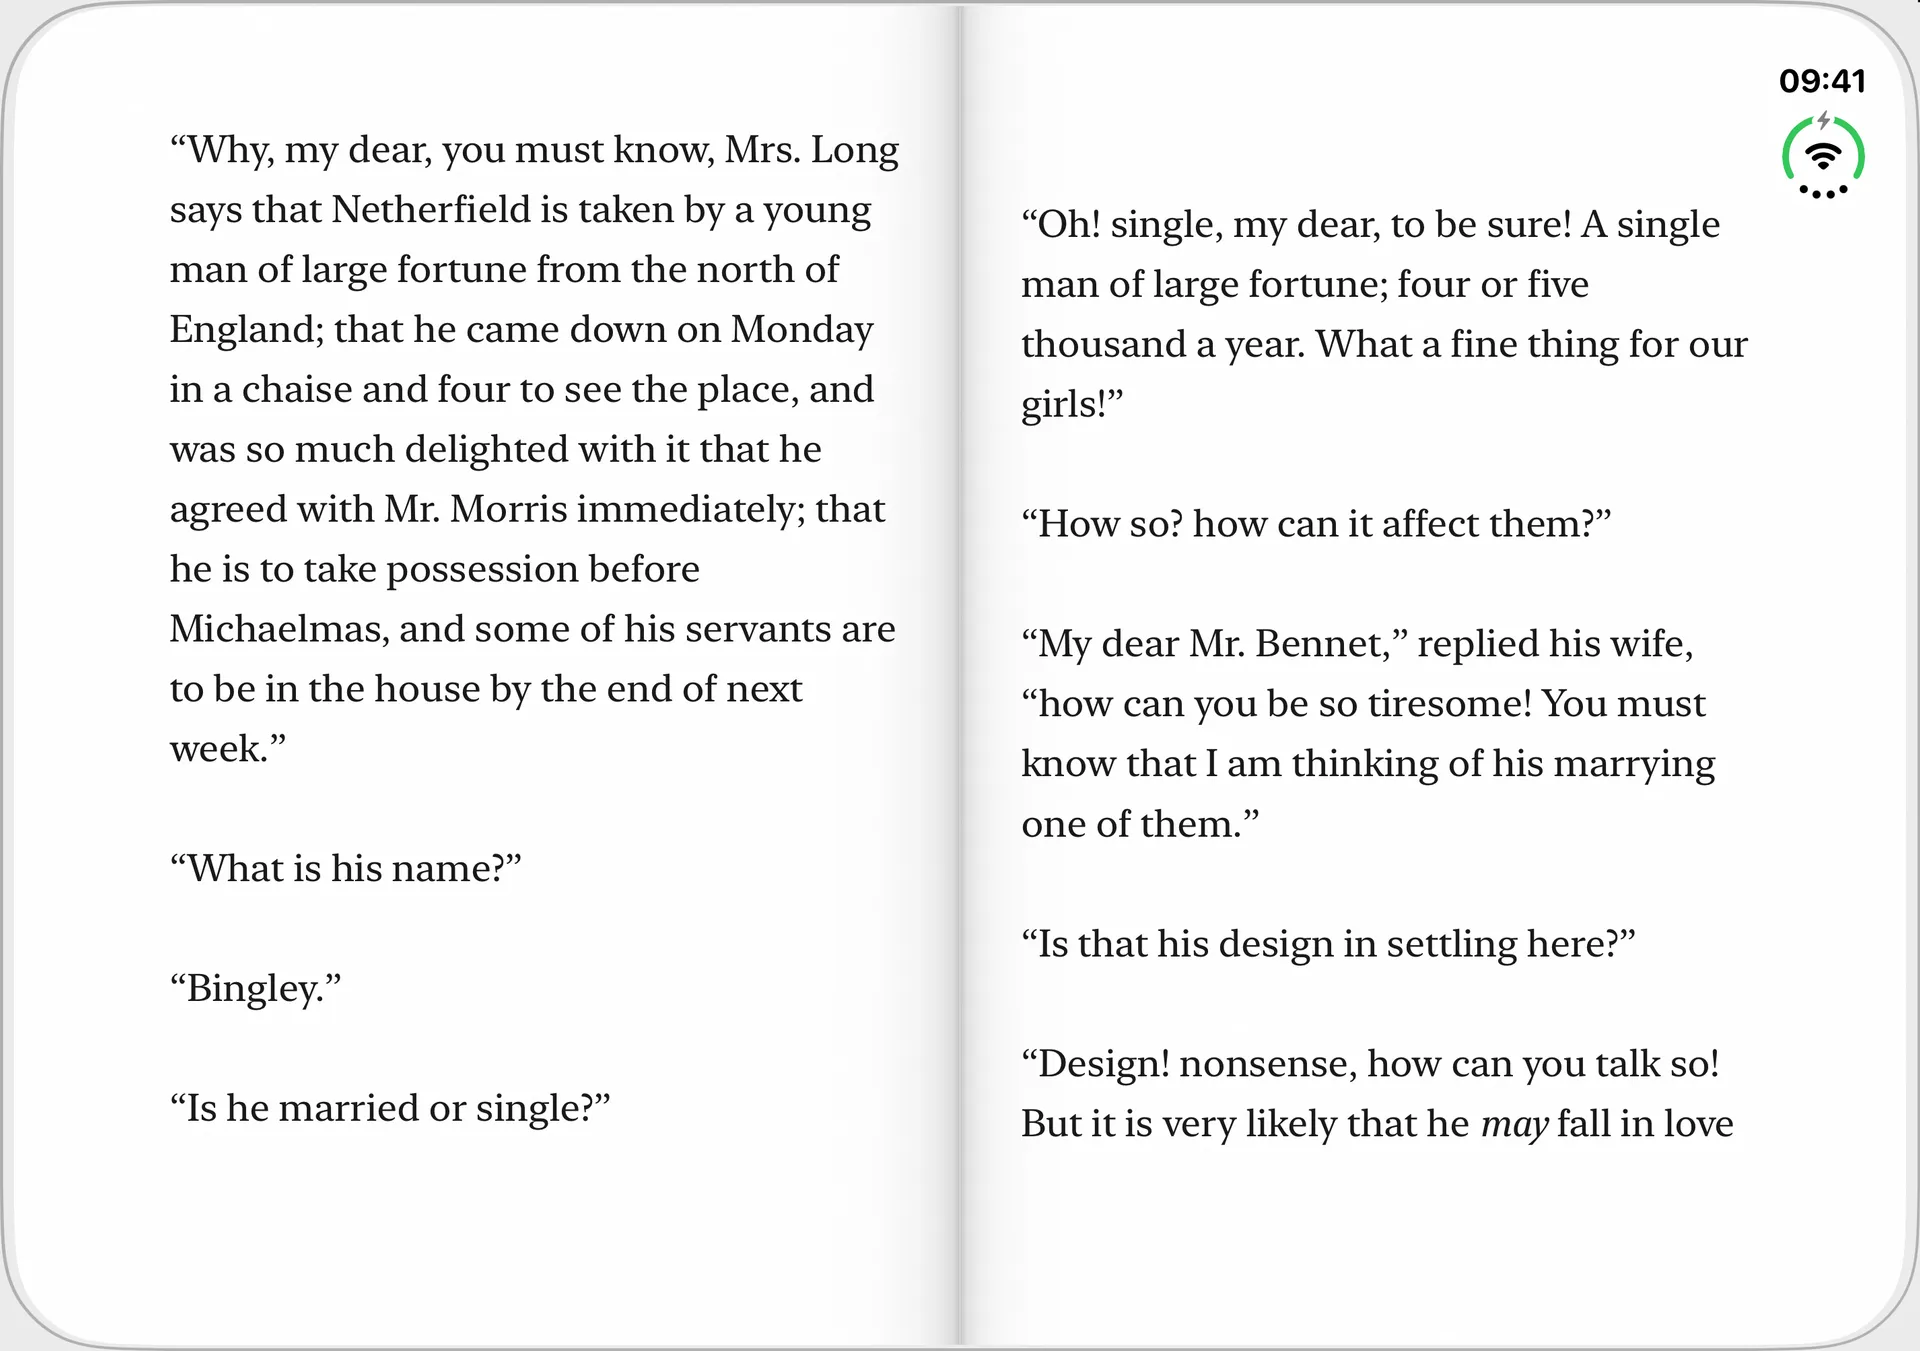 “Why, my dear, you must know, Mrs. Long
says that Netherfield is taken by a young
man of large fortune from the north of
England; that he came down on Monday
in a chaise and four to see the place, and
was so much delighted with it that he
agreed with Mr. Morris immediately; that
he is to take possession before
Michaelmas, and some of his servants are
to be in the house by the end of next
week.”
“What is his name?”
“Bingley.”
“Is he married or single?”
09:41
“Oh! single, my dear, to be sure! A single
man of large fortune; four or five
thousand a year. What a fine thing for our
girls!”
“How so? how can it affect them?”
“My dear Mr. Bennet,” replied his wife,
“how can you be so tiresome! You must
know that I am thinking of his marrying
one of them.”
“Is that his design in settling here?”
“Design! nonsense, how can you talk so!
But it is very likely that he may fall in love